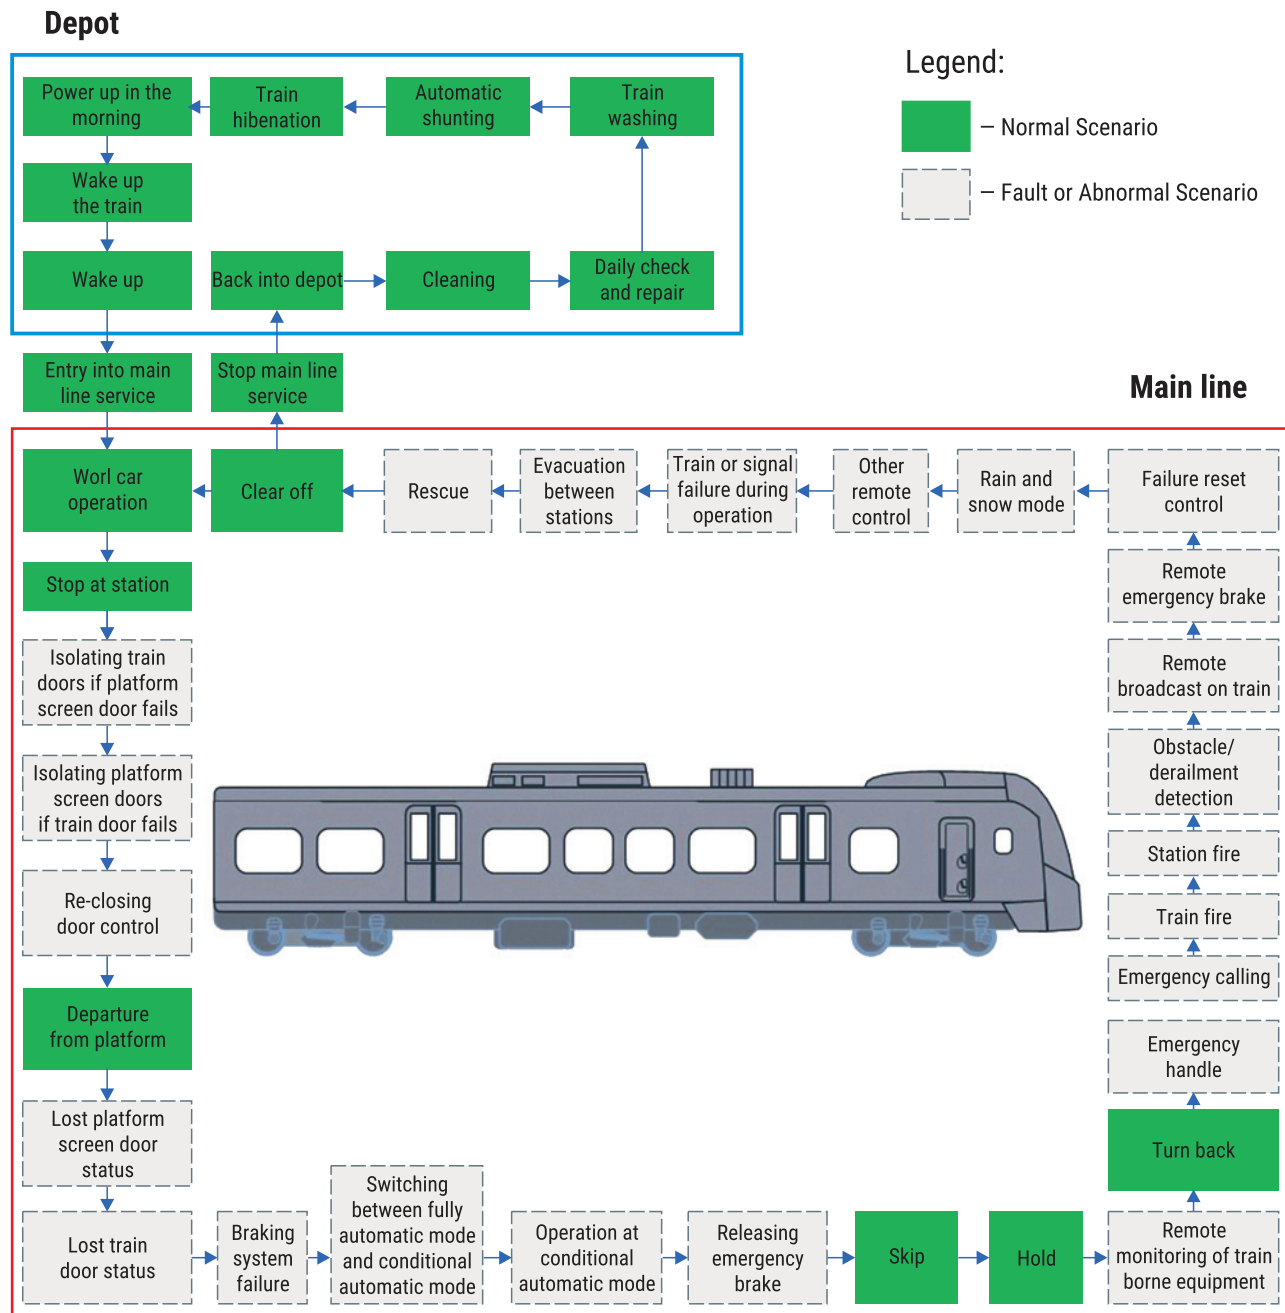 Depot
Legend:
Power up in the
morning
Train
hibenation
Automatic
shunting
Train
washing
– Normal Scenario
– Fault or Abnormal Scenario
Wake up
the train
Wake up
Back into depot
Cleaning
Daily check
and repair
Entry into main
line service
Stop main line
service
Main line
Worl car
operation
Clear off
Rescue
Evacuation
between
stations
Train or signal
failure during
operation
Other
remote
control
Rain and
snow mode
Failure reset
control
Stop at station
Remote
emergency brake
Isolating train
doors if platform
screen door fails
Remote
broadcast on train
Isolating platform
screen doors
if train door fails
Obstacle/
derailment
detection
Station fire
Re-closing
door control
Train fire
Emergency calling
Departure
from platform
Emergency
handle
Lost platform
screen door
status
Turn back
Lost train
door status
Braking
system
failure
Switching
between fully
automatic mode
and conditional
automatic mode
Operation at
conditional
automatic mode
Releasing
emergency
brake
Skip
Hold
Remote
monitoring of train
borne equipment